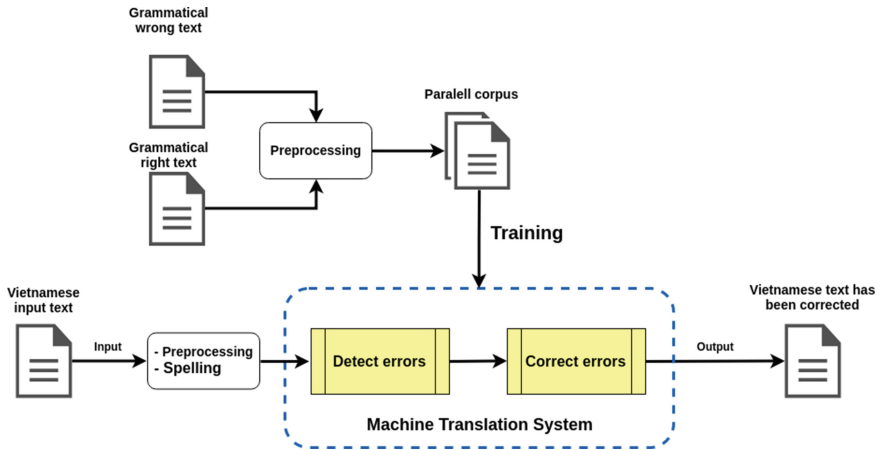 Grammatical
wrong text
Paralell corpus
Preprocessing
Grammatical
right text
Training
Vietnamese
input text
Vietnamese text has
been corrected
Input
- Preprocessing
- Spelling
Detect errors
Correct errors
Output
Machine Translation System